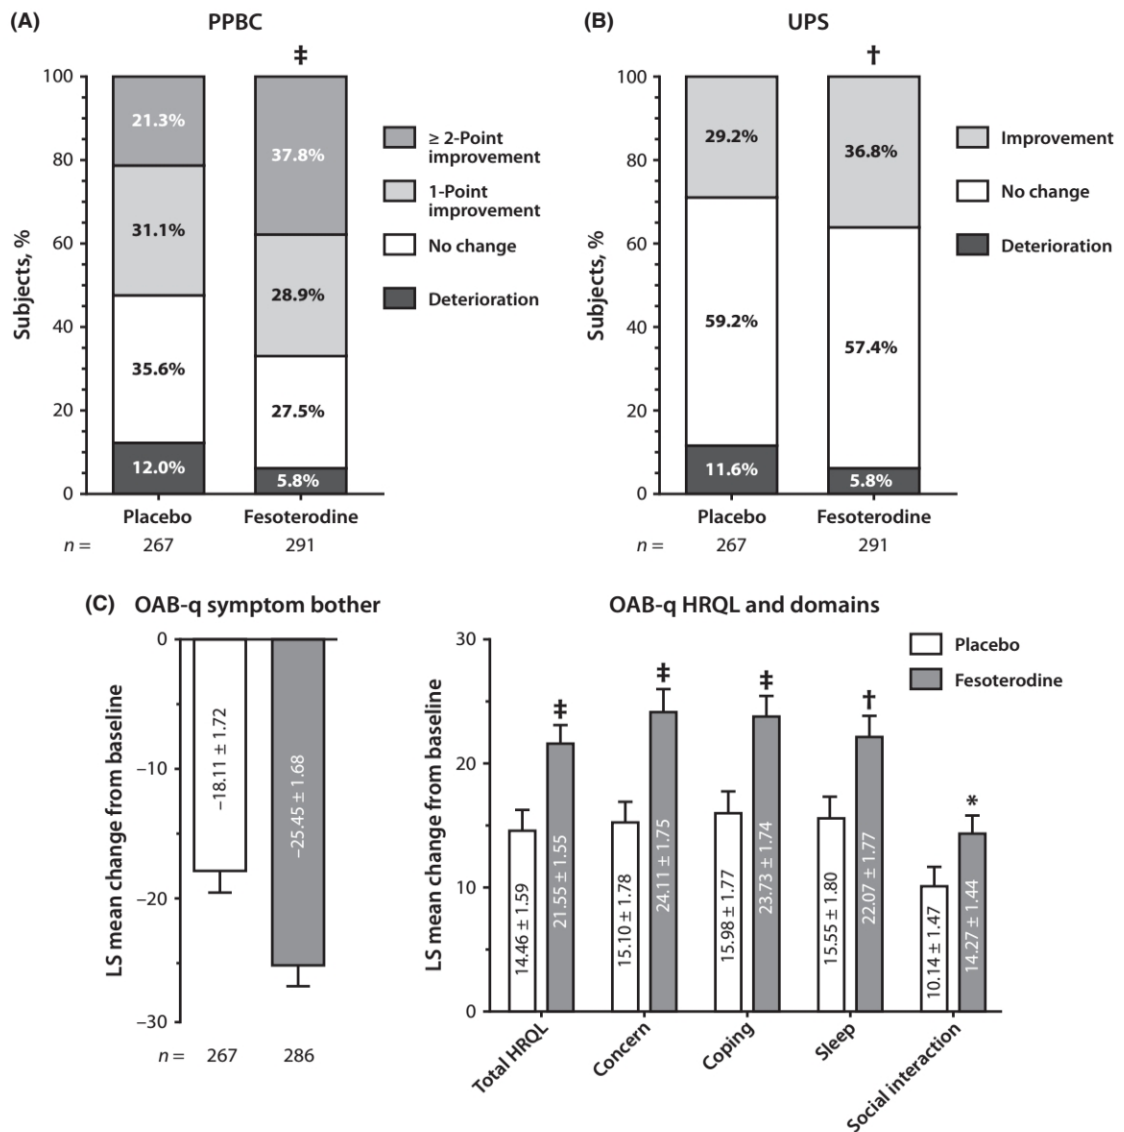 (A) PPBC
‡
100
80
60
40
20
0
Subjects, %
21.3%
31.1%
35.6%
12.0%
37.8%
28.9%
27.5%
5.8%
≥ 2-Point
improvement
1-Point
improvement
No change
Deterioration
Placebo Fesoterodine
n = 267 291
(B) UPS
†
100
80
60
40
20
0
Subjects, %
29.2%
59.2%
11.6%
36.8%
57.4%
5.8%
Improvement
No change
Deterioration
Placebo Fesoterodine
n = 267 291
(C) OAB-q symptom bother
0
–10
–20
–30
LS mean change from baseline
–18.11 ± 1.72
–25.45 ± 1.68
n = 267 286
OAB-q HRQL and domains
30
20
10
0
LS mean change from baseline
Placebo
Fesoterodine
‡
‡
‡
†
*
14.46 ± 1.59
21.55 ± 1.55
15.10 ± 1.78
24.11 ± 1.75
15.98 ± 1.77
23.73 ± 1.74
15.55 ± 1.80
22.07 ± 1.77
10.14 ± 1.47
14.27 ± 1.44
Total HRQL
Concern
Coping
Sleep
Social interaction